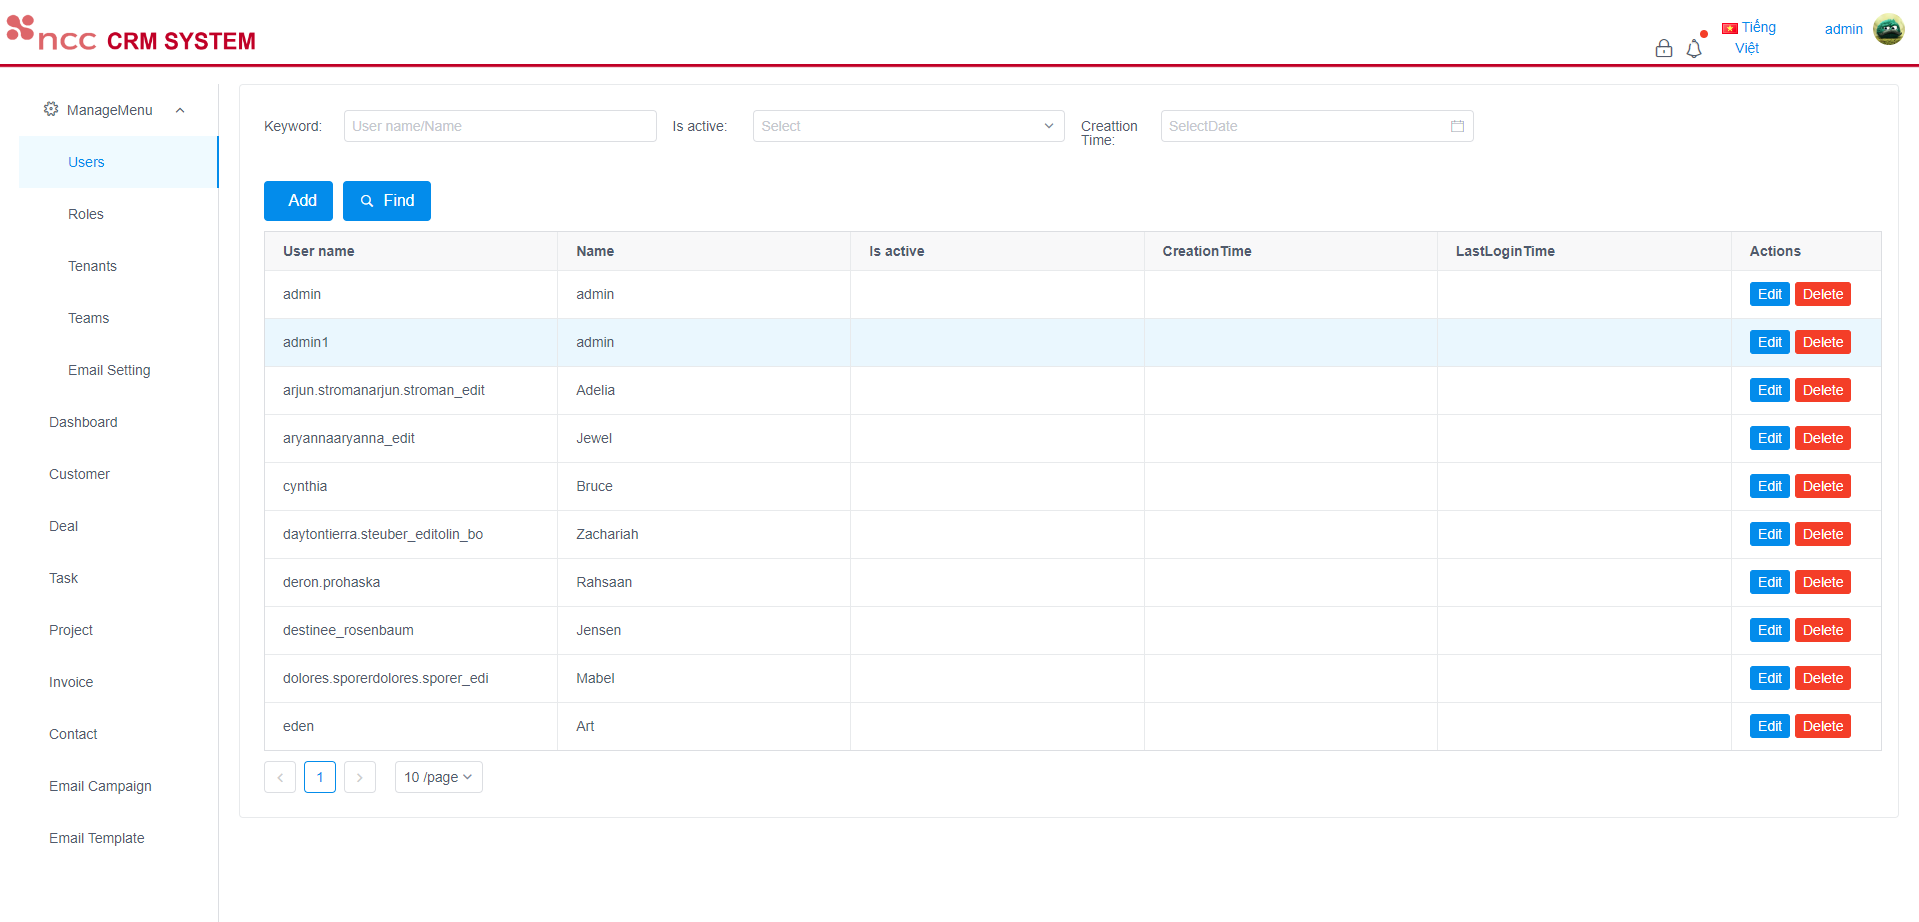 ncc CRM SYSTEM
Tiếng
Việt
admin
ManageMenu
Users
Roles
Tenants
Teams
Email Setting
Dashboard
Customer
Deal
Task
Project
Invoice
Contact
Email Campaign
Email Template
Keyword: User name/Name Is active: Select Creattion SelectDate
Time:
Add Find
User name Name Is active CreationTime LastLoginTime Actions
admin admin Edit Delete
admin1 admin Edit Delete
arjun.stromanarjun.stroman_edit Adelia Edit Delete
aryannaaryanna_edit Jewel Edit Delete
cynthia Bruce Edit Delete
daytontierra.steuber_editolin_bo Zachariah Edit Delete
deron.prohaska Rahsaan Edit Delete
destinee_rosenbaum Jensen Edit Delete
dolores.sporerdolores.sporer_edi Mabel Edit Delete
eden Art Edit Delete
1 10 /page